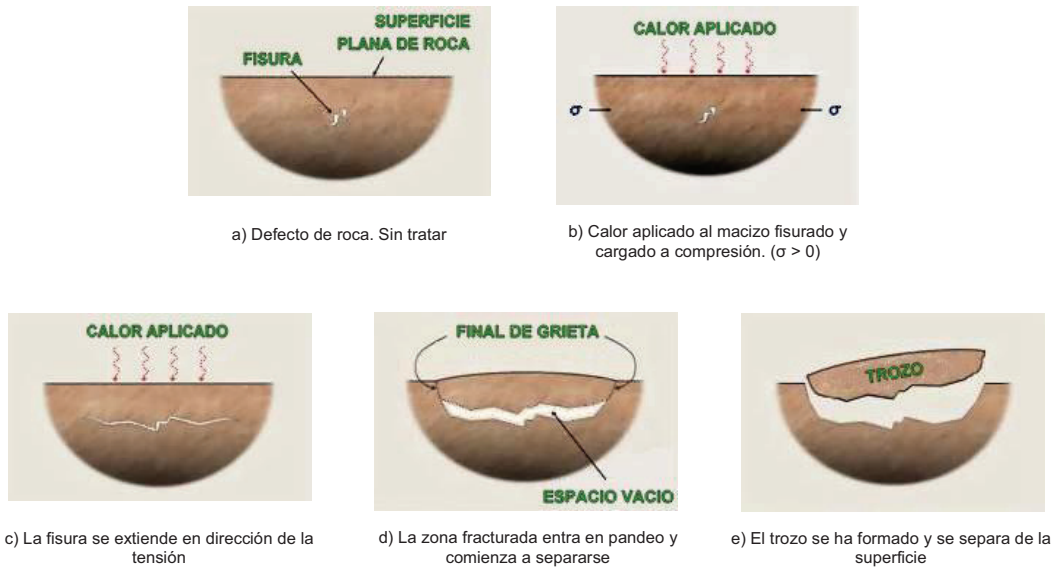 SUPERFICIE
PLANA DE ROCA
FISURA
a) Defecto de roca. Sin tratar
CALOR APLICADO
σ
σ
b) Calor aplicado al macizo fisurado y
cargado a compresión. (σ > 0)
CALOR APLICADO
c) La fisura se extiende en dirección de la
tensión
FINAL DE GRIETA
ESPACIO VACIO
d) La zona fracturada entra en pandeo y
comienza a separarse
TROZO
e) El trozo se ha formado y se separa de la
superficie